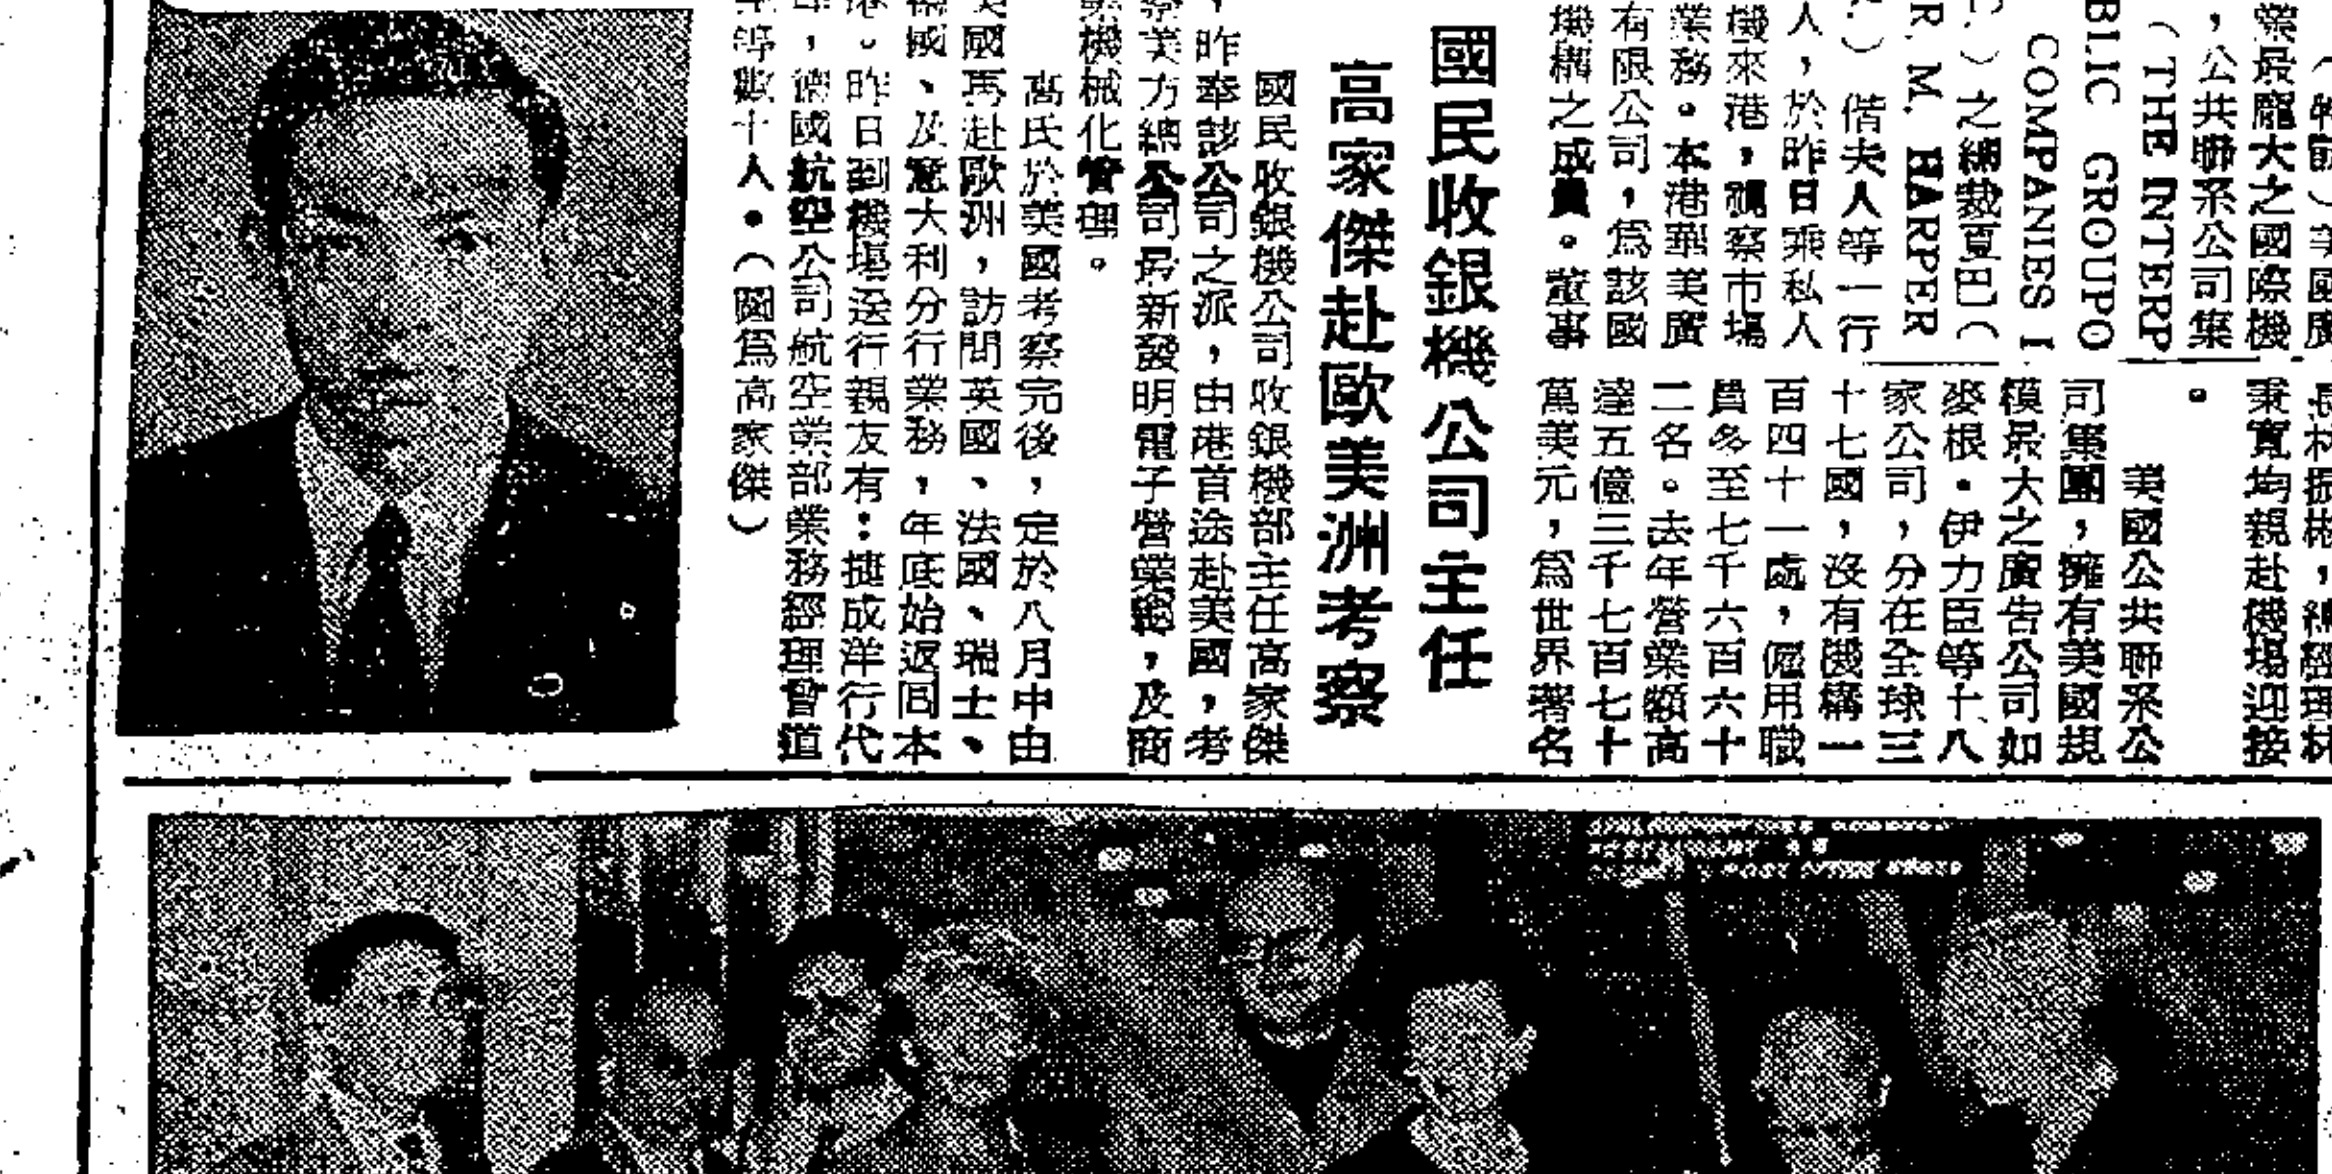 業最龐大之國際機
，公共聯系公司集
（THE INTERP
BLIC GROUPO
COMPANIES I
R. M. HARPER
）之總裁夏巴（
）偕夫人等一行
人，於昨日乘私人
機來港，視察市場
業務。本港華美廣
有限公司，為該國
機構之成員。董事
長林振彬，總經理林
秉寬均親赴機場迎接
。
美國公共聯系公
司集團，擁有美國規
模最大之廣告公司如
麥根・伊力臣等十八
家公司，分在全球三
十七國，沒有機構一
百四十一處，僱用職
員多至七千六百六十
二名。去年營業額高
達五億三千七百七十
萬美元，為世界著名
國民收銀機公司主任
高家傑赴歐美洲考察
國民收銀機公司收銀機部主任高家傑
，昨奉該公司之派，由港首途赴美國，考
察美方總公司最新發明電子營業
，及商
業機械化管理。
高氏於美國考察完後，定於八月中由
美國再赴歐洲，訪問英國、法國、瑞士、
德國、及意大利分行業務，年底始返回本
港。昨日到機場送行親友有：捷成洋行代
，德國航空公司航空業部業務經理曾道
等數十人。（圖為高家傑）